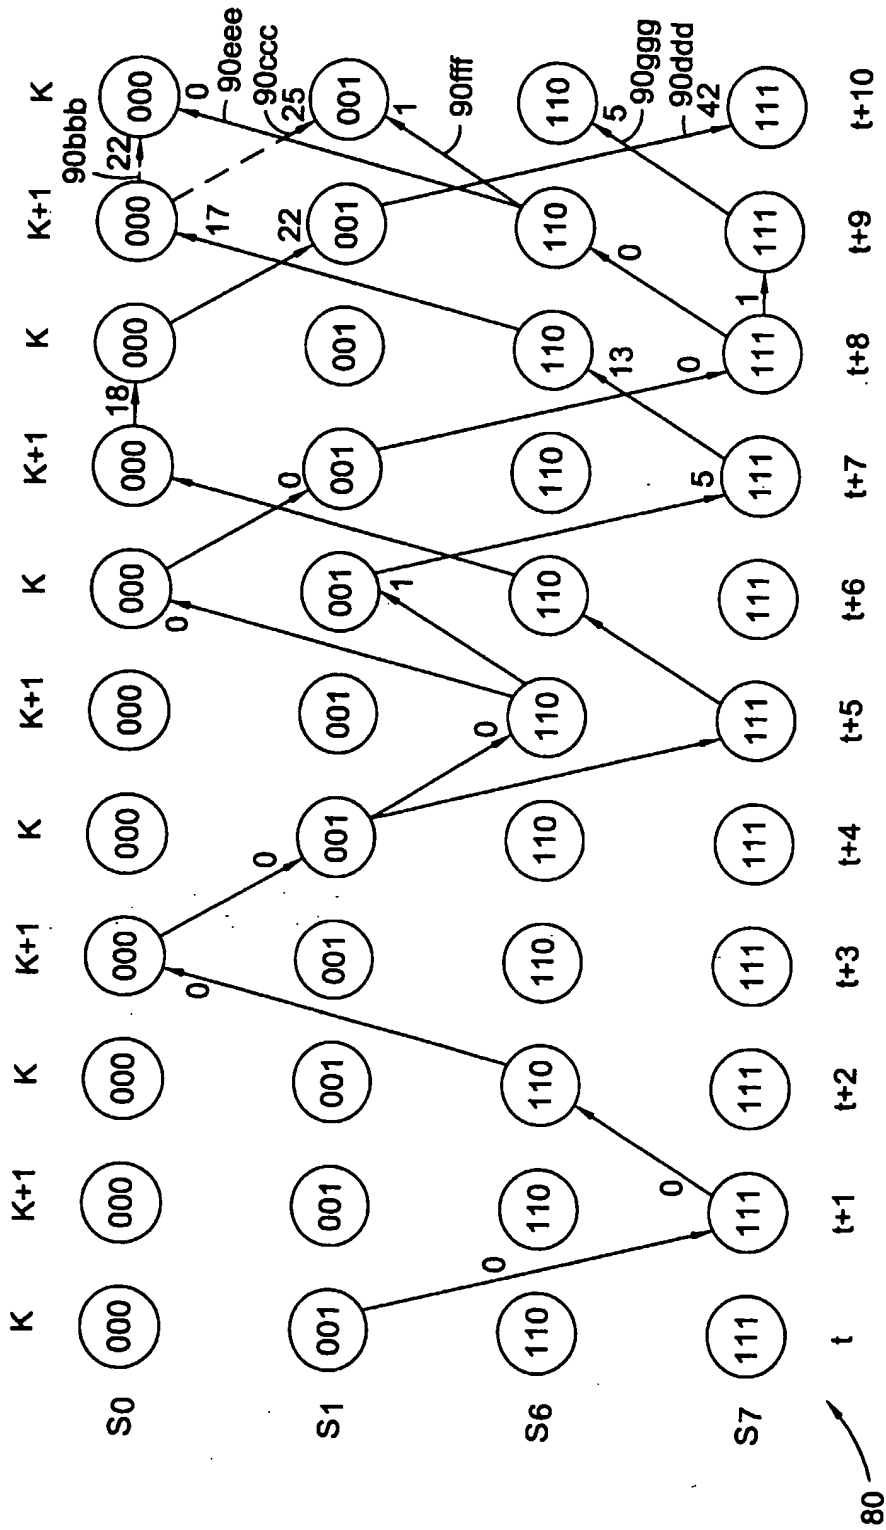 K K+1 K K+1 K K+1 K K+1 K K+1 K
90bbb
S0 000 000 000 000 000 000 000 000 18 000 000 22 000
0 0 17 0
90eee
90ccc
0 0 22 25
S1 001 001 001 001 001 001 001 001 001 001 001
1 1
90fff
0 0
S6 110 110 110 110 110 110 110 110 110 110 110
13 0 5
90ggg
90ddd
0 5 0 42
S7 111 111 111 111 111 111 111 111 111 1 111 111
t t+1 t+2 t+3 t+4 t+5 t+6 t+7 t+8 t+9 t+10
80